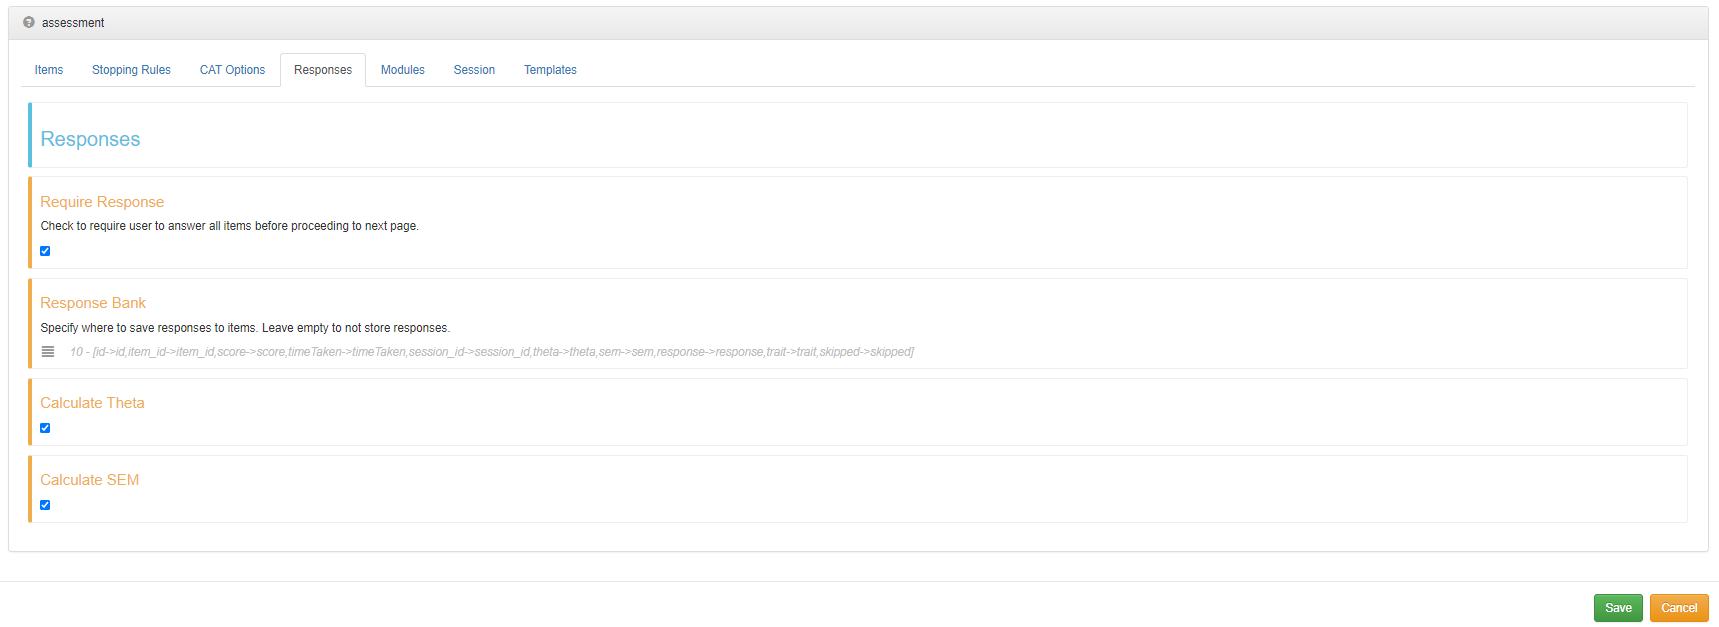 assessment
Items Stopping Rules CAT Options Responses Modules Session Templates
Responses
Require Response
Check to require user to answer all items before proceeding to next page.
Response Bank
Specify where to save responses to items. Leave empty to not store responses.
10 - [id->id,item_id->item_id,score->score,timeTaken->timeTaken,session_id->session_id,theta->theta,sem->sem,response->response,trait->trait,skipped->skipped]
Calculate Theta
Calculate SEM
Save Cancel